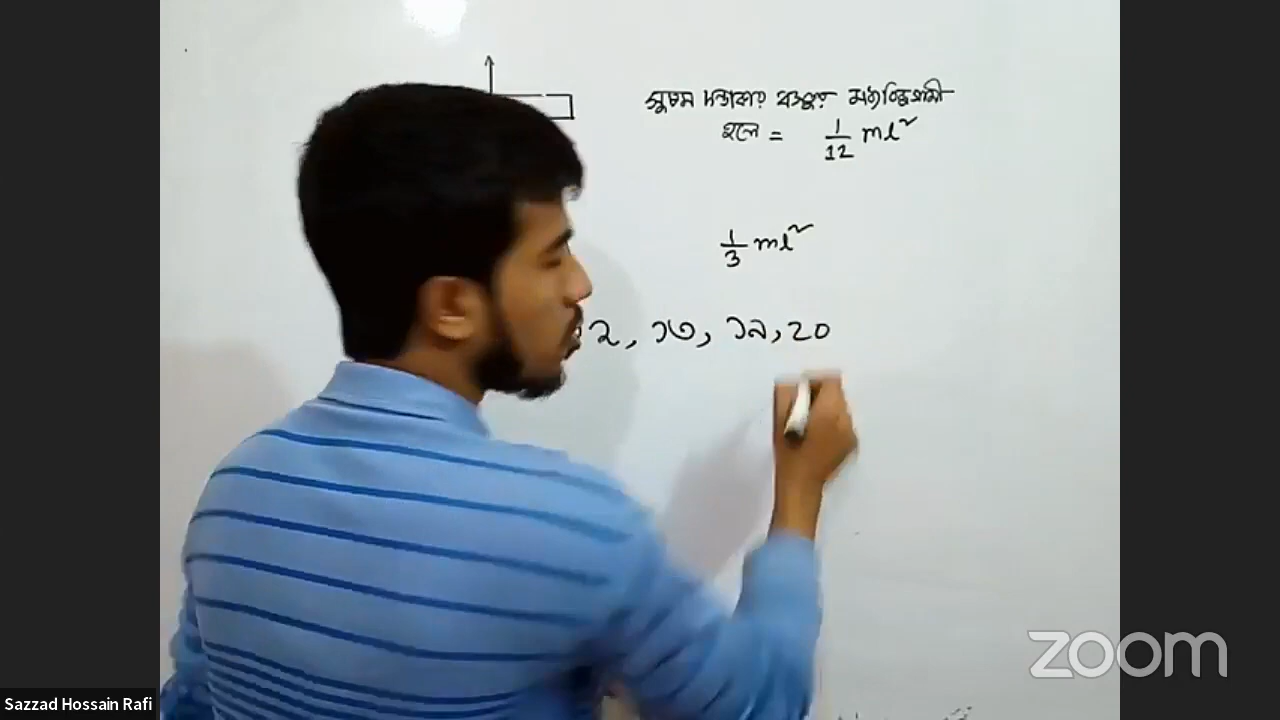 সুষম দন্ডাকার বস্তুর মধ্যবিন্দুগামী
হলে = 1/12 ml²
1/3 ml²
২, ১৩, ১৯, ২০
Sazzad Hossain Rafi
zoom